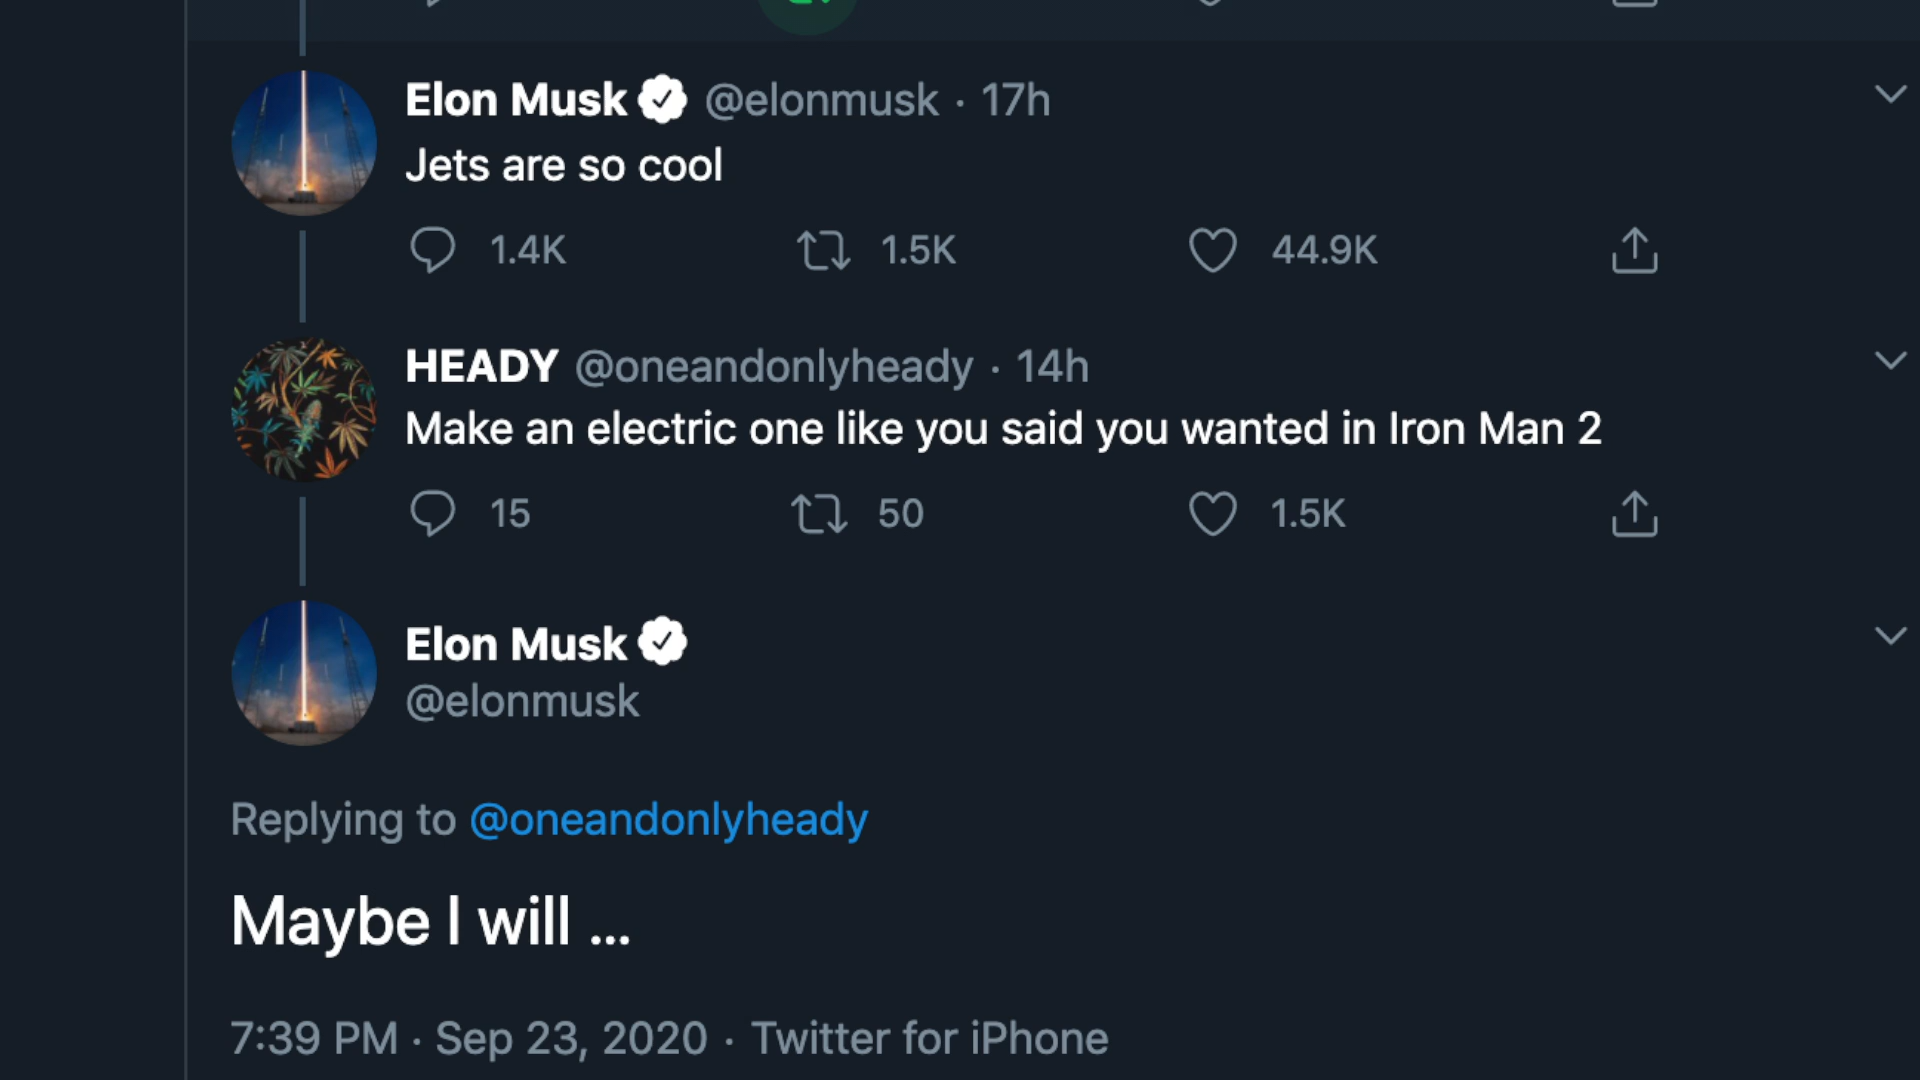 Elon Musk @elonmusk · 17h
Jets are so cool
1.4K 1.5K 44.9K
HEADY @oneandonlyheady · 14h
Make an electric one like you said you wanted in Iron Man 2
15 50 1.5K
Elon Musk
@elonmusk
Replying to @oneandonlyheady
Maybe I will ...
7:39 PM · Sep 23, 2020 · Twitter for iPhone